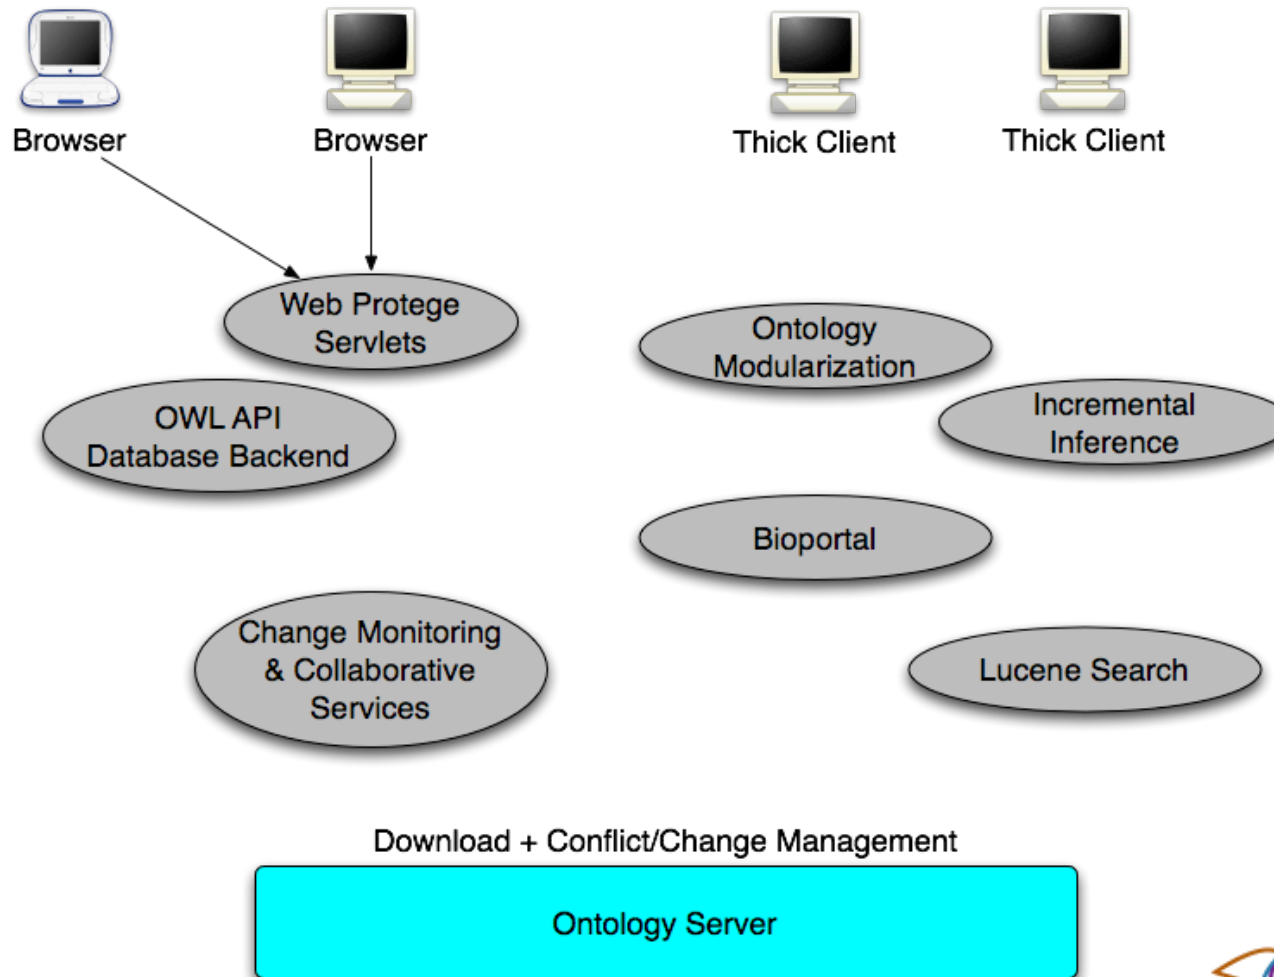 Browser
Browser
Thick Client
Thick Client
Web Protege
Servlets
Ontology
Modularization
OWL API
Database Backend
Incremental
Inference
Bioportal
Change Monitoring
& Collaborative
Services
Lucene Search
Download + Conflict/Change Management
Ontology Server